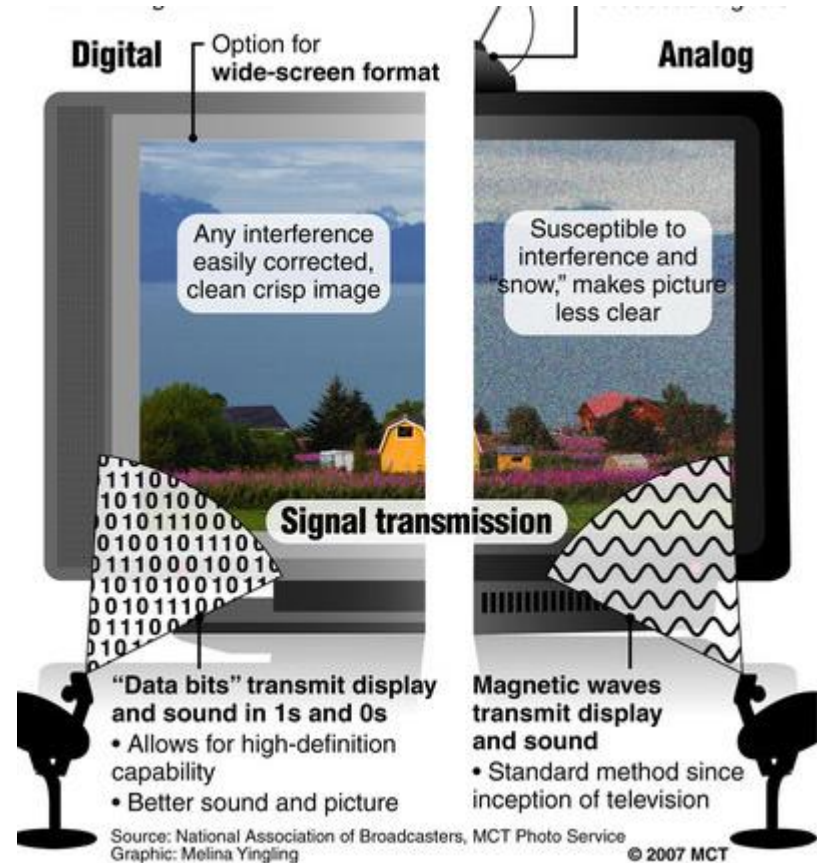 Digital
Option for
wide-screen format
Analog
Any interference
easily corrected,
clean crisp image
Susceptible to
interference and
"snow," makes picture
less clear
Signal transmission
"Data bits" transmit display
and sound in 1s and 0s
• Allows for high-definition
capability
• Better sound and picture
Magnetic waves
transmit display
and sound
• Standard method since
inception of television
Source: National Association of Broadcasters, MCT Photo Service
Graphic: Melina Yingling
© 2007 MCT